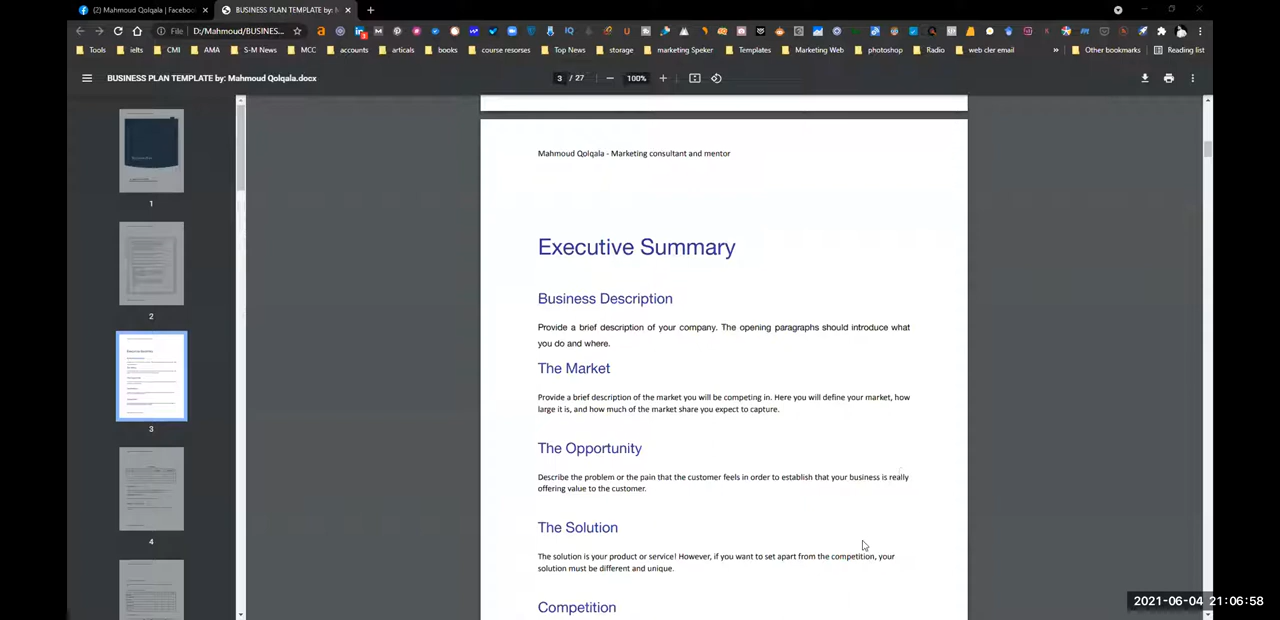 (2) Mahmoud Qolqala | Faceboo
BUSINESS PLAN TEMPLATE by: M
File
D:/Mahmoud/BUSINES...
Tools
ielts
CMI
AMA
S-M News
MCC
accounts
articals
books
course resorses
Top News
storage
marketing Speker
Templates
Marketing Web
photoshop
Radio
web cler email
»
Other bookmarks
Reading list
BUSINESS PLAN TEMPLATE by: Mahmoud Qolqala.docx
3 / 27
100%
1
2
3
4
Mahmoud Qolqala - Marketing consultant and mentor
Executive Summary
Business Description
Provide a brief description of your company. The opening paragraphs should introduce what
you do and where.
The Market
Provide a brief description of the market you will be competing in. Here you will define your market, how
large it is, and how much of the market share you expect to capture.
The Opportunity
Describe the problem or the pain that the customer feels in order to establish that your business is really
offering value to the customer.
The Solution
The solution is your product or service! However, if you want to set apart from the competition, your
solution must be different and unique.
Competition
2021-06-04 21:06:58